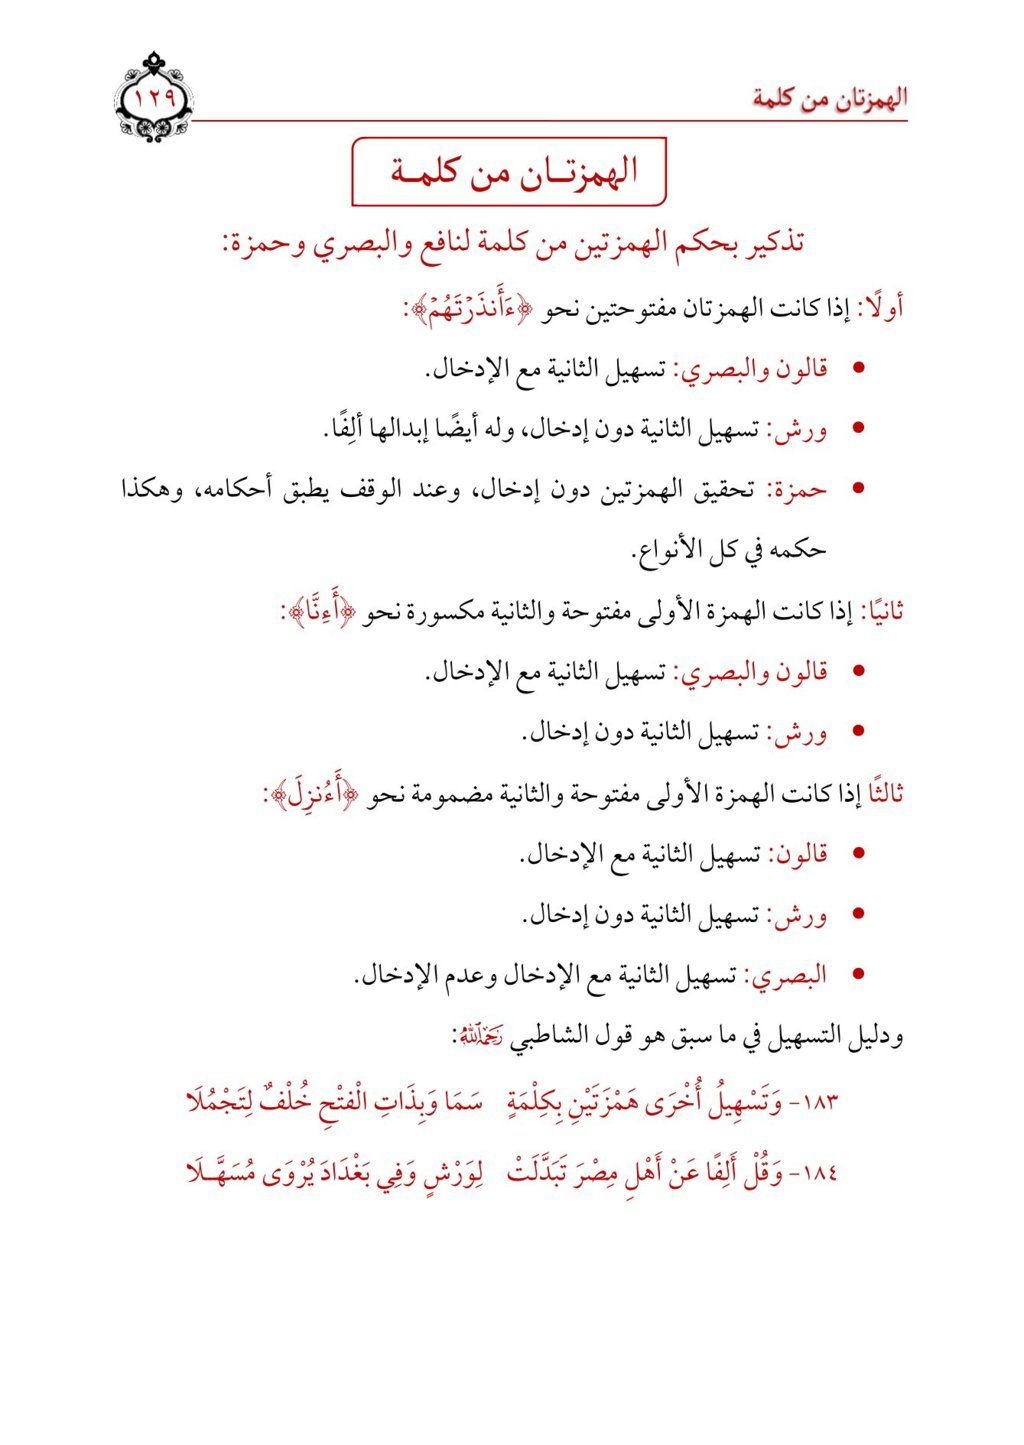 الهمزتان من كلمة
١٢٩
الهمزتـان من كلمـة
تذكير بحكم الهمزتين من كلمة لنافع والبصري وحمزة:
أولًا: إذا كانت الهمزتان مفتوحتين نحو ﴿ءَأَنذَرۡتَهُمۡ﴾:
• قالون والبصري: تسهيل الثانية مع الإدخال.
• ورش: تسهيل الثانية دون إدخال، وله أيضًا إبدالها ألِفًا.
• حمزة: تحقيق الهمزتين دون إدخال، وعند الوقف يطبق أحكامه، وهكذا
حكمه في كل الأنواع.
ثانيًا: إذا كانت الهمزة الأولى مفتوحة والثانية مكسورة نحو ﴿أَءِنَّا﴾:
• قالون والبصري: تسهيل الثانية مع الإدخال.
• ورش: تسهيل الثانية دون إدخال.
ثالثًا إذا كانت الهمزة الأولى مفتوحة والثانية مضمومة نحو ﴿أَءُنزِلَ﴾:
• قالون: تسهيل الثانية مع الإدخال.
• ورش: تسهيل الثانية دون إدخال.
• البصري: تسهيل الثانية مع الإدخال وعدم الإدخال.
ودليل التسهيل في ما سبق هو قول الشاطبي رَحِمَهُ ٱللَّهُ:
١٨٣- وَتَسْهِيلُ أُخْرَى هَمْزَتَيْنِ بِكِلْمَةٍ سَمَا وَبِذَاتِ الْفَتْحِ خُلْفٌ لِتَجْمُلَا
١٨٤- وَقُلْ أَلِفًا عَنْ أَهْلِ مِصْرَ تَبَدَّلَتْ لِوَرْشٍ وَفِي بَغْدَادَ يُرْوَى مُسَهَّـلَا